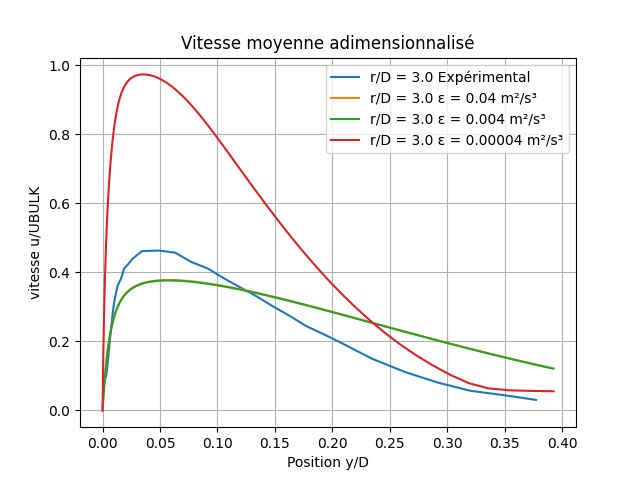 Vitesse moyenne adimensionnalisé
1.0
0.8
0.6
0.4
0.2
0.0
vitesse u/UBULK
r/D = 3.0 Expérimental
r/D = 3.0 ε = 0.04 m²/s³
r/D = 3.0 ε = 0.004 m²/s³
r/D = 3.0 ε = 0.00004 m²/s³
0.00 0.05 0.10 0.15 0.20 0.25 0.30 0.35 0.40
Position y/D